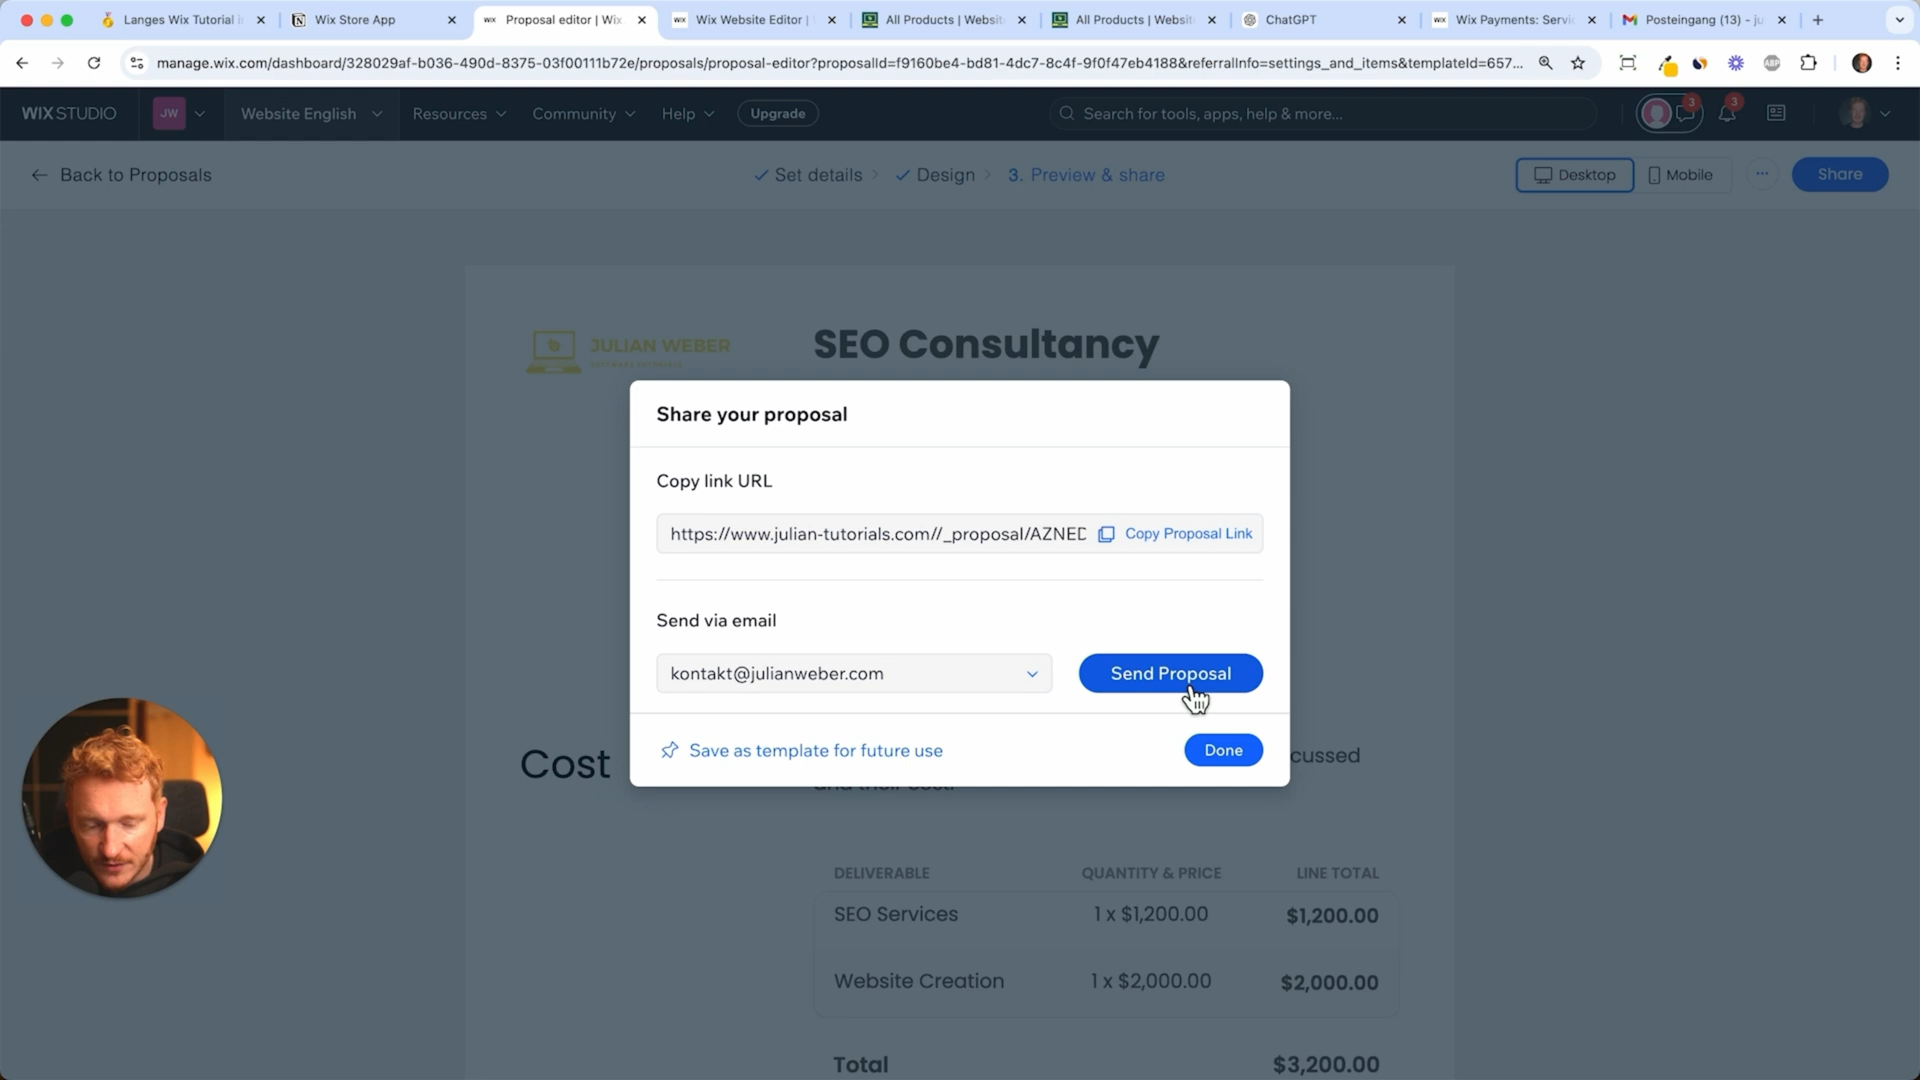 Langes Wix Tutorial i
Wix Store App
Proposal editor | Wix
Wix Website Editor |
All Products | Websit
All Products | Websit
ChatGPT
Wix Payments: Servi
Posteingang (13) - ju
manage.wix.com/dashboard/328029af-b036-490d-8375-03f00111b72e/proposals/proposal-editor?proposalId=f9160be4-bd81-4dc7-8c4f-9f0f47eb4188&referralInfo=settings_and_items&templateId=657...
WIX STUDIO
JW
Website English
Resources
Community
Help
Upgrade
Search for tools, apps, help & more...
3
3
Back to Proposals
Set details
Design
3. Preview & share
Desktop
Mobile
Share
JULIAN WEBER
SEO Consultancy
Share your proposal
Copy link URL
https://www.julian-tutorials.com//_proposal/AZNED
Copy Proposal Link
Send via email
kontakt@julianweber.com
Send Proposal
Save as template for future use
Done
Cost
cussed
and their cost.
DELIVERABLE QUANTITY & PRICE LINE TOTAL
SEO Services 1 x $1,200.00 $1,200.00
Website Creation 1 x $2,000.00 $2,000.00
Total $3,200.00